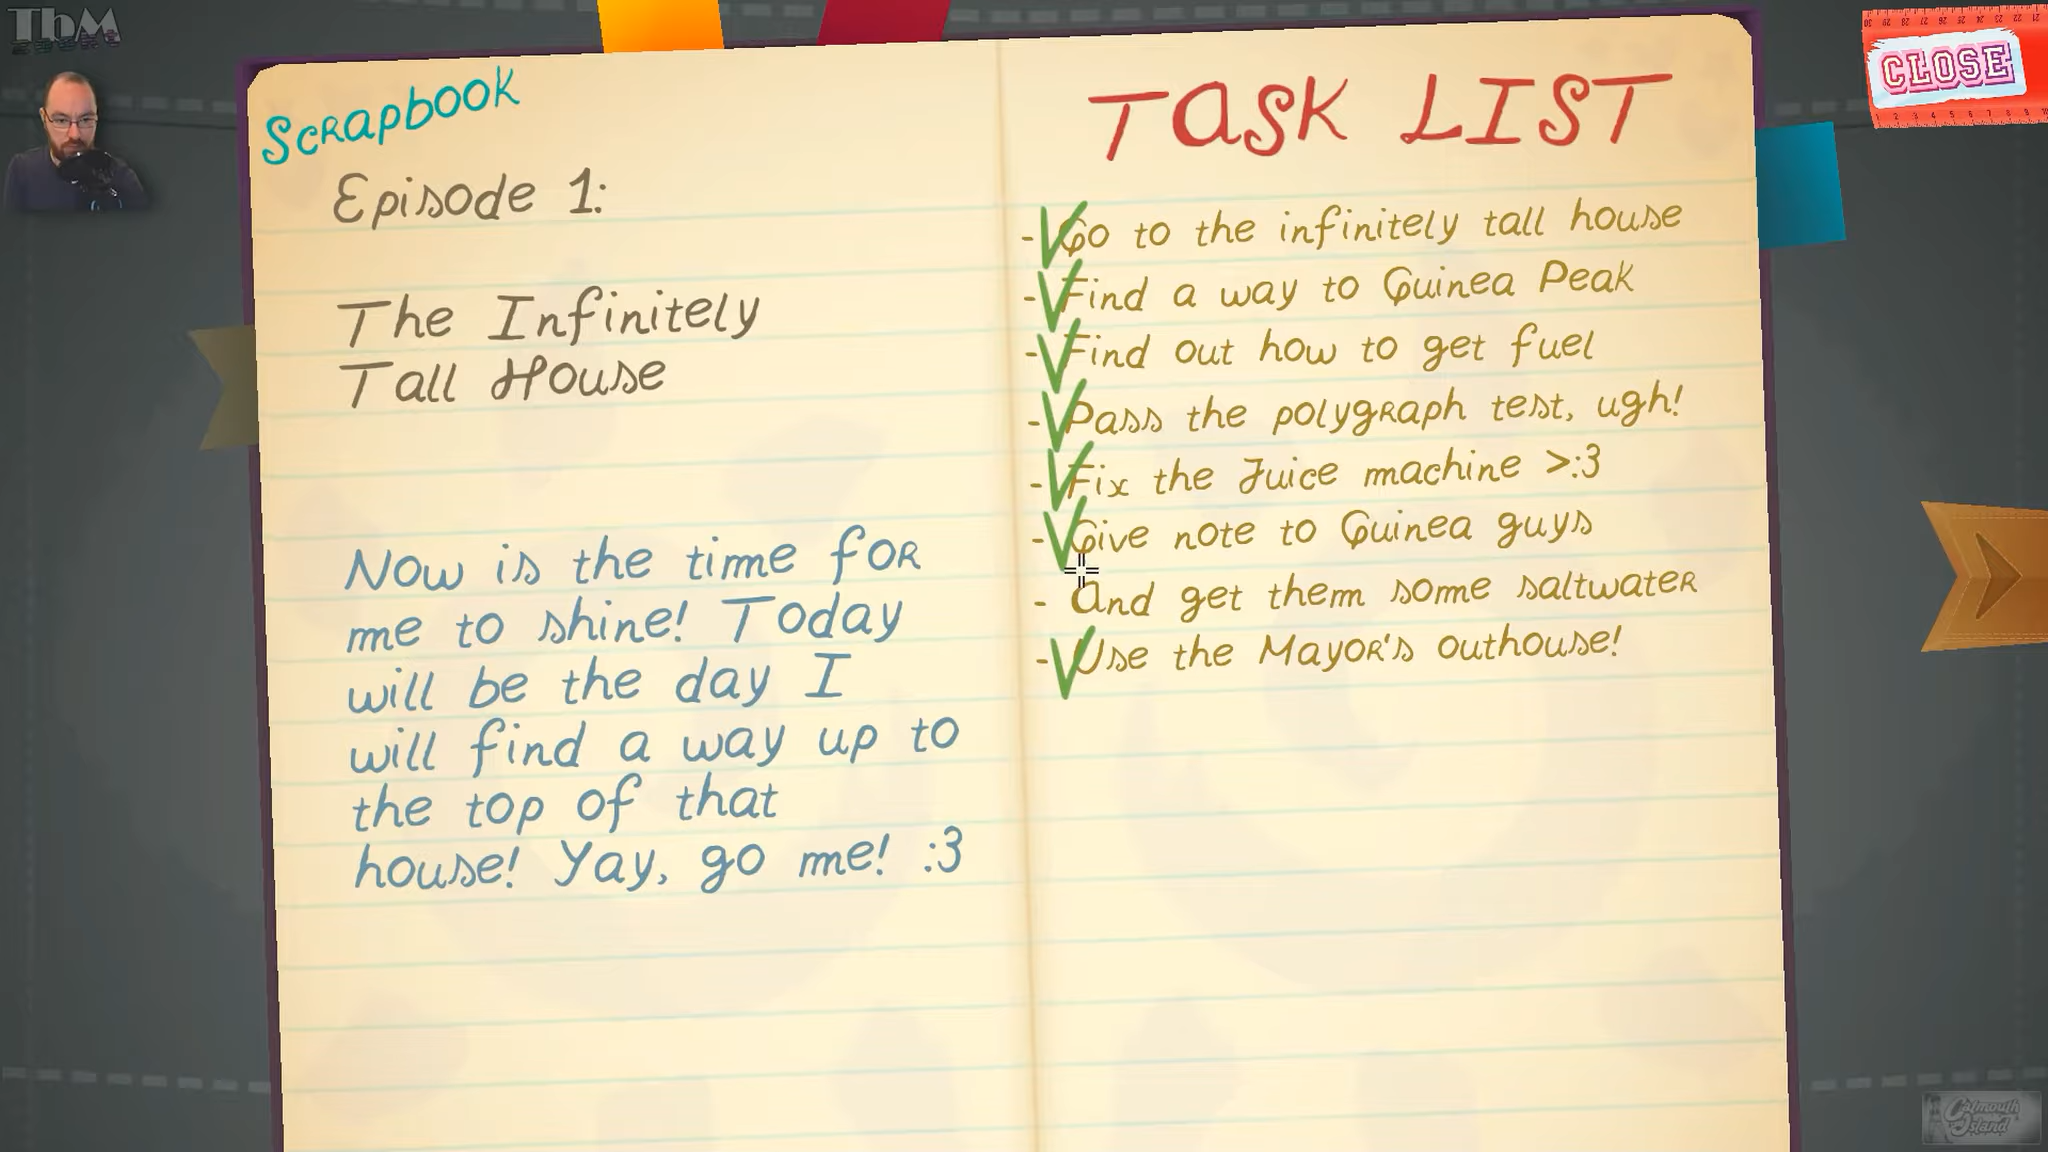 TbM
Scrapbook
Episode 1:
The Infinitely
Tall House
Now is the time for
me to shine! Today
will be the day I
will find a way up to
the top of that
house! Yay, go me! :3
TASK LIST
- Go to the infinitely tall house
- Find a way to Guinea Peak
- Find out how to get fuel
- Pass the polygraph test, ugh!
- Fix the Juice machine >:3
- Give note to Guinea guys
- And get them some saltwater
- Use the Mayor's outhouse!
CLOSE
Catmouth
Island